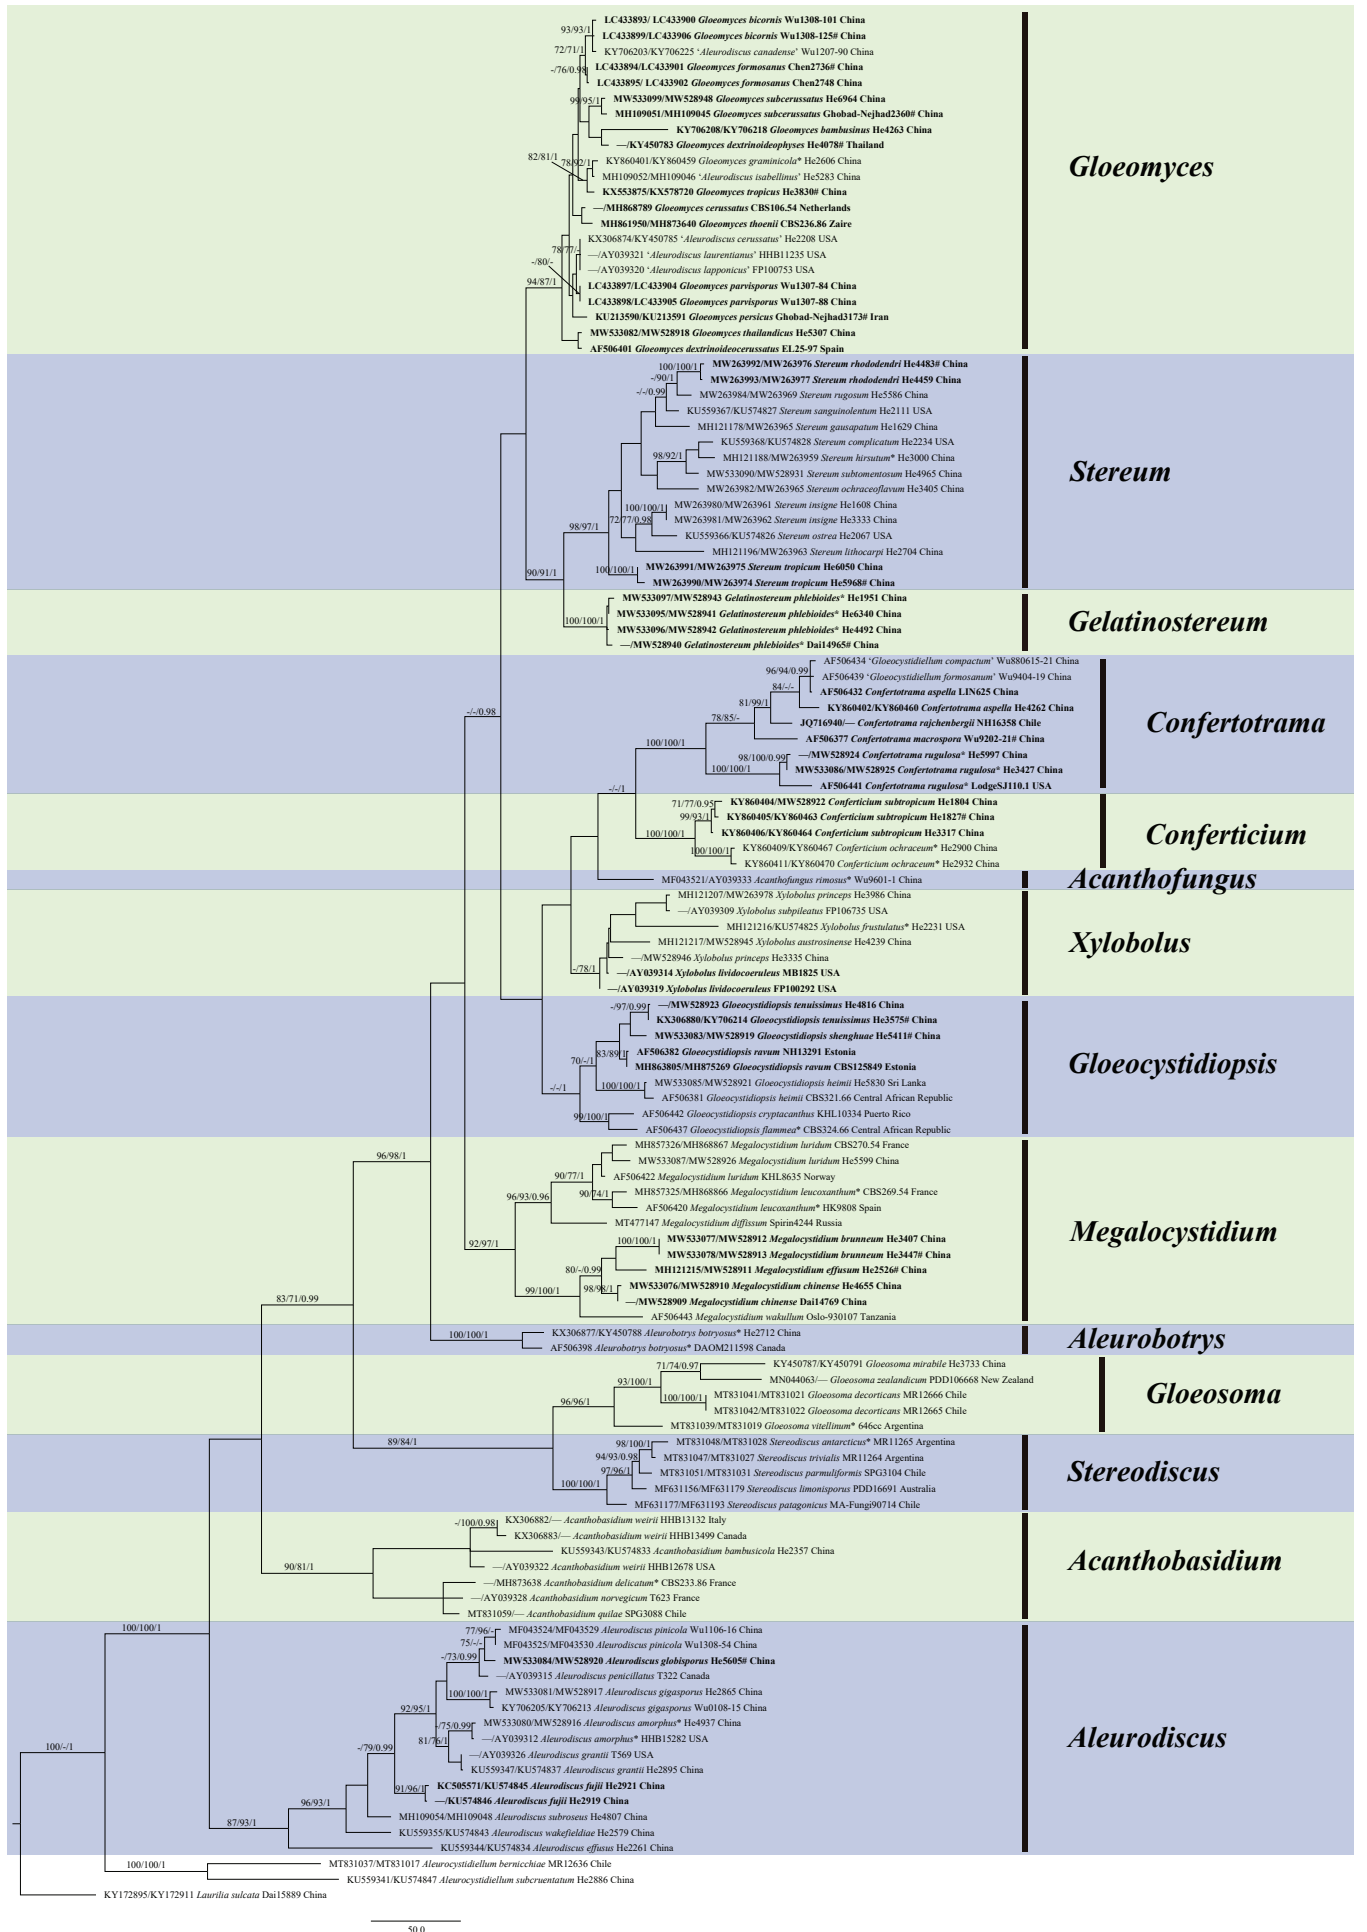 LC433893/ LC433900 Gloeomyces bicornis Wu1308-101 China
93/93/1
LC433899/LC433906 Gloeomyces bicornis Wu1308-125# China
72/71/1
KY706203/KY706225 ‘Aleurodiscus canadense’ Wu1207-90 China
-/76/0.98
LC433894/LC433901 Gloeomyces formosanus Chen2736# China
LC433895/ LC433902 Gloeomyces formosanus Chen2748 China
99/95/1
MW533099/MW528948 Gloeomyces subcerussatus He6964 China
MH109051/MH109045 Gloeomyces subcerussatus Ghobad-Nejhad2360# China
KY706208/KY706218 Gloeomyces bambusinus He4263 China
—/KY450783 Gloeomyces dextrinoideophyses He4078# Thailand
82/81/1
78/92/1
KY860401/KY860459 Gloeomyces graminicola* He2606 China
Gloeomyces
MH109052/MH109046 ‘Aleurodiscus isabellinus’ He5283 China
KX553875/KX578720 Gloeomyces tropicus He3830# China
—/MH868789 Gloeomyces cerussatus CBS106.54 Netherlands
MH861950/MH873640 Gloeomyces thoenii CBS236.86 Zaire
KX306874/KY450785 ‘Aleurodiscus cerussatus’ He2208 USA
78/77/-
—/AY039321 ‘Aleurodiscus laurentianus’ HHB11235 USA
-/80/-
—/AY039320 ‘Aleurodiscus lapponicus’ FP100753 USA
94/87/1
LC433897/LC433904 Gloeomyces parvisporus Wu1307-84 China
LC433898/LC433905 Gloeomyces parvisporus Wu1307-88 China
KU213590/KU213591 Gloeomyces persicus Ghobad-Nejhad3173# Iran
MW533082/MW528918 Gloeomyces thailandicus He5307 China
AF506401 Gloeomyces dextrinoideocerussatus EL25-97 Spain
100/100/1
MW263992/MW263976 Stereum rhododendri He4483# China
-/90/1
MW263993/MW263977 Stereum rhododendri He4459 China
-/-/0.99
MW263984/MW263969 Stereum rugosum He5586 China
KU559367/KU574827 Stereum sanguinolentum He2111 USA
MH121178/MW263965 Stereum gausapatum He1629 China
KU559368/KU574828 Stereum complicatum He2234 USA
98/92/1
MH121188/MW263959 Stereum hirsutum* He3000 China
Stereum
MW533090/MW528931 Stereum subtomentosum He4965 China
MW263982/MW263965 Stereum ochraceoflavum He3405 China
100/100/1
MW263980/MW263961 Stereum insigne He1608 China
72/77/0.98
MW263981/MW263962 Stereum insigne He3333 China
98/97/1
KU559366/KU574826 Stereum ostrea He2067 USA
MH121196/MW263963 Stereum lithocarpi He2704 China
100/100/1
MW263991/MW263975 Stereum tropicum He6050 China
90/91/1
MW263990/MW263974 Stereum tropicum He5968# China
MW533097/MW528943 Gelatinostereum phlebioides* He1951 China
MW533095/MW528941 Gelatinostereum phlebioides* He6340 China
100/100/1
Gelatinostereum
MW533096/MW528942 Gelatinostereum phlebioides* He4492 China
—/MW528940 Gelatinostereum phlebioides* Dai14965# China
AF506434 ‘Gloeocystidiellum compactum’ Wu880615-21 China
96/94/0.99
AF506439 ‘Gloeocystidiellum formosanum’ Wu9404-19 China
84/-/-
AF506432 Confertotrama aspella LIN625 China
81/99/1
KY860402/KY860460 Confertotrama aspella He4262 China
-/-/0.98
78/85/-
JQ716940/— Confertotrama rajchenbergii NH16358 Chile
Confertotrama
AF506377 Confertotrama macrospora Wu9202-21# China
100/100/1
98/100/0.99
—/MW528924 Confertotrama rugulosa* He5997 China
100/100/1
MW533086/MW528925 Confertotrama rugulosa* He3427 China
AF506441 Confertotrama rugulosa* LodgeSJ110.1 USA
-/-/1
71/77/0.95
KY860404/MW528922 Conferticium subtropicum He1804 China
99/93/1
KY860405/KY860463 Conferticium subtropicum He1827# China
100/100/1
KY860406/KY860464 Conferticium subtropicum He3317 China
Conferticium
100/100/1
KY860409/KY860467 Conferticium ochraceum* He2900 China
KY860411/KY860470 Conferticium ochraceum* He2932 China
MF043521/AY039333 Acanthofungus rimosus* Wu9601-1 China
Acanthofungus
MH121207/MW263978 Xylobolus princeps He3986 China
—/AY039309 Xylobolus subpileatus FP106735 USA
MH121216/KU574825 Xylobolus frustulatus* He2231 USA
MH121217/MW528945 Xylobolus austrosinense He4239 China
Xylobolus
—/MW528946 Xylobolus princeps He3335 China
-/78/1
—/AY039314 Xylobolus lividocoeruleus MB1825 USA
—/AY039319 Xylobolus lividocoeruleus FP100292 USA
-/97/0.99
—/MW528923 Gloeocystidiopsis tenuissimus He4816 China
KX306880/KY706214 Gloeocystidiopsis tenuissimus He3575# China
MW533083/MW528919 Gloeocystidiopsis shenghuae He5411# China
83/89/1
AF506382 Gloeocystidiopsis ravum NH13291 Estonia
70/-/1
MH863805/MH875269 Gloeocystidiopsis ravum CBS125849 Estonia
Gloeocystidiopsis
100/100/1
MW533085/MW528921 Gloeocystidiopsis heimii He5830 Sri Lanka
-/-/1
AF506381 Gloeocystidiopsis heimii CBS321.66 Central African Republic
99/100/1
AF506442 Gloeocystidiopsis cryptacanthus KHL10334 Puerto Rico
AF506437 Gloeocystidiopsis flammea* CBS324.66 Central African Republic
MH857326/MH868867 Megalocystidium luridum CBS270.54 France
96/98/1
MW533087/MW528926 Megalocystidium luridum He5599 China
90/77/1
AF506422 Megalocystidium luridum KHL8635 Norway
90/74/1
MH857325/MH868866 Megalocystidium leucoxanthum* CBS269.54 France
96/93/0.96
AF506420 Megalocystidium leucoxanthum* HK9808 Spain
MT477147 Megalocystidium diffissum Spirin4244 Russia
Megalocystidium
92/97/1
100/100/1
MW533077/MW528912 Megalocystidium brunneum He3407 China
MW533078/MW528913 Megalocystidium brunneum He3447# China
80/-/0.99
MH121215/MW528911 Megalocystidium effusum He2526# China
99/100/1
98/98/1
MW533076/MW528910 Megalocystidium chinense He4655 China
—/MW528909 Megalocystidium chinense Dai14769 China
83/71/0.99
AF506443 Megalocystidium wakullum Oslo-930107 Tanzania
100/100/1
KX306877/KY450788 Aleurobotrys botryosus* He2712 China
Aleurobotrys
AF506398 Aleurobotrys botryosus* DAOM211598 Canada
71/74/0.97
KY450787/KY450791 Gloeosoma mirabile He3733 China
93/100/1
MN044063/— Gloeosoma zealandicum PDD106668 New Zealand
100/100/1
MT831041/MT831021 Gloeosoma decorticans MR12666 Chile
Gloeosoma
96/96/1
MT831042/MT831022 Gloeosoma decorticans MR12665 Chile
MT831039/MT831019 Gloeosoma vitellinum* 646cc Argentina
89/84/1
98/100/1
MT831048/MT831028 Stereodiscus antarcticus* MR11265 Argentina
94/93/0.98
MT831047/MT831027 Stereodiscus trivialis MR11264 Argentina
97/96/1
MT831051/MT831031 Stereodiscus parmuliformis SPG3104 Chile
Stereodiscus
100/100/1
MF631156/MF631179 Stereodiscus limonisporus PDD16691 Australia
MF631177/MF631193 Stereodiscus patagonicus MA-Fungi90714 Chile
-/100/0.98
KX306882/— Acanthobasidium weirii HHB13132 Italy
KX306883/— Acanthobasidium weirii HHB13499 Canada
KU559343/KU574833 Acanthobasidium bambusicola He2357 China
90/81/1
—/AY039322 Acanthobasidium weirii HHB12678 USA
Acanthobasidium
—/MH873638 Acanthobasidium delicatum* CBS233.86 France
—/AY039328 Acanthobasidium norvegicum T623 France
MT831059/— Acanthobasidium quilae SPG3088 Chile
100/100/1
77/96/-
MF043524/MF043529 Aleurodiscus pinicola Wu1106-16 China
75/-/-
MF043525/MF043530 Aleurodiscus pinicola Wu1308-54 China
-/73/0.99
MW533084/MW528920 Aleurodiscus globisporus He5605# China
—/AY039315 Aleurodiscus penicillatus T322 Canada
100/100/1
MW533081/MW528917 Aleurodiscus gigasporus He2865 China
92/95/1
KY706205/KY706213 Aleurodiscus gigasporus Wu0108-15 China
-/75/0.99
MW533080/MW528916 Aleurodiscus amorphus* He4937 China
81/76/1
—/AY039312 Aleurodiscus amorphus* HHB15282 USA
Aleurodiscus
100/-/1
-/79/0.99
—/AY039326 Aleurodiscus grantii T569 USA
KU559347/KU574837 Aleurodiscus grantii He2895 China
91/96/1
KC505571/KU574845 Aleurodiscus fujii He2921 China
—/KU574846 Aleurodiscus fujii He2919 China
96/93/1
MH109054/MH109048 Aleurodiscus subroseus He4807 China
87/93/1
KU559355/KU574843 Aleurodiscus wakefieldiae He2579 China
KU559344/KU574834 Aleurodiscus effusus He2261 China
100/100/1
MT831037/MT831017 Aleurocystidiellum bernicchiae MR12636 Chile
KU559341/KU574847 Aleurocystidiellum subcruentatum He2886 China
KY172895/KY172911 Laurilia sulcata Dai15889 China
50.0